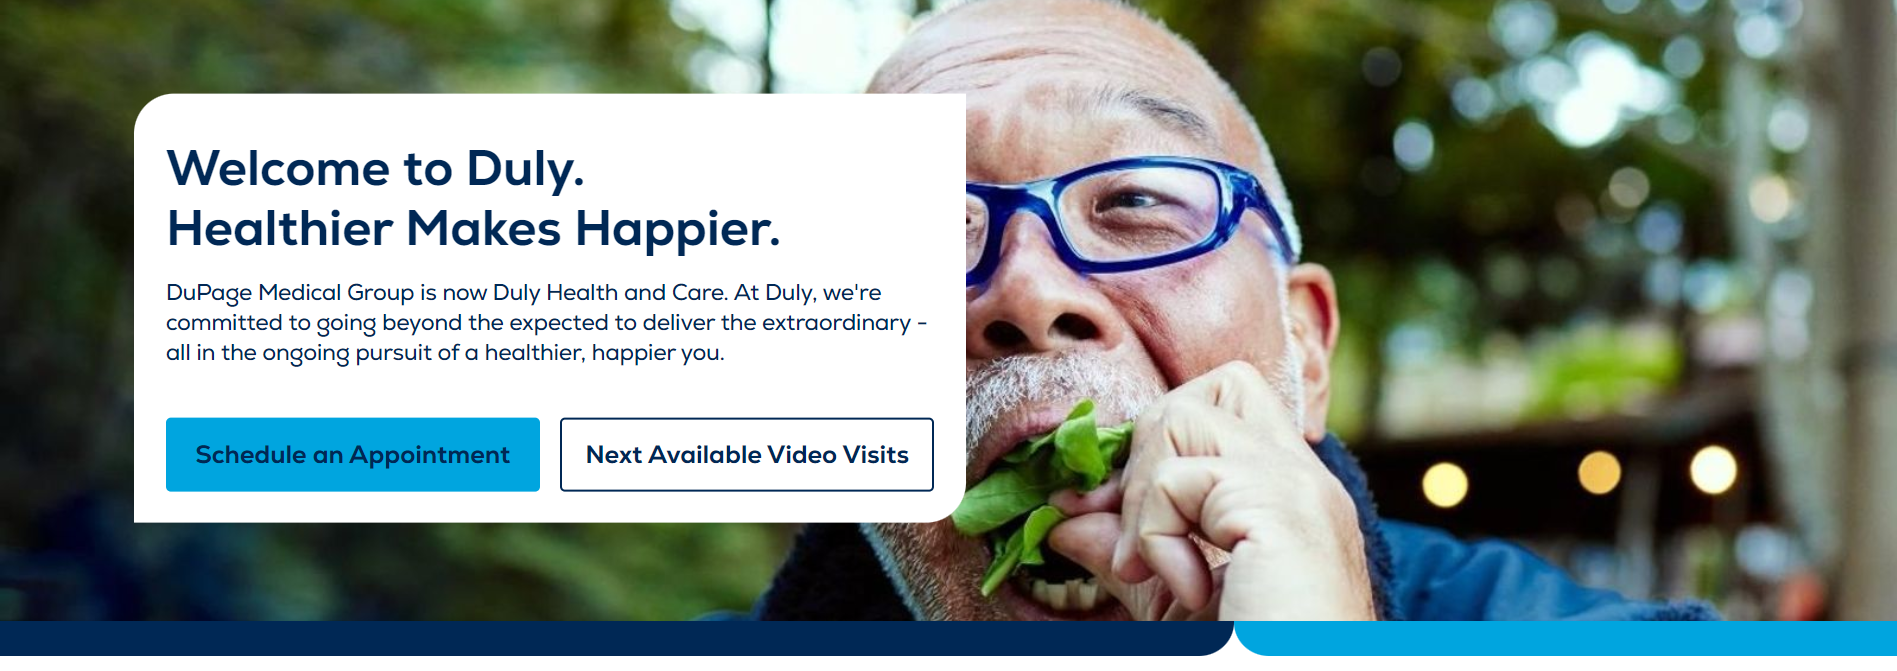 Welcome to Duly.
Healthier Makes Happier.
DuPage Medical Group is now Duly Health and Care. At Duly, we're
committed to going beyond the expected to deliver the extraordinary -
all in the ongoing pursuit of a healthier, happier you.
Schedule an Appointment
Next Available Video Visits